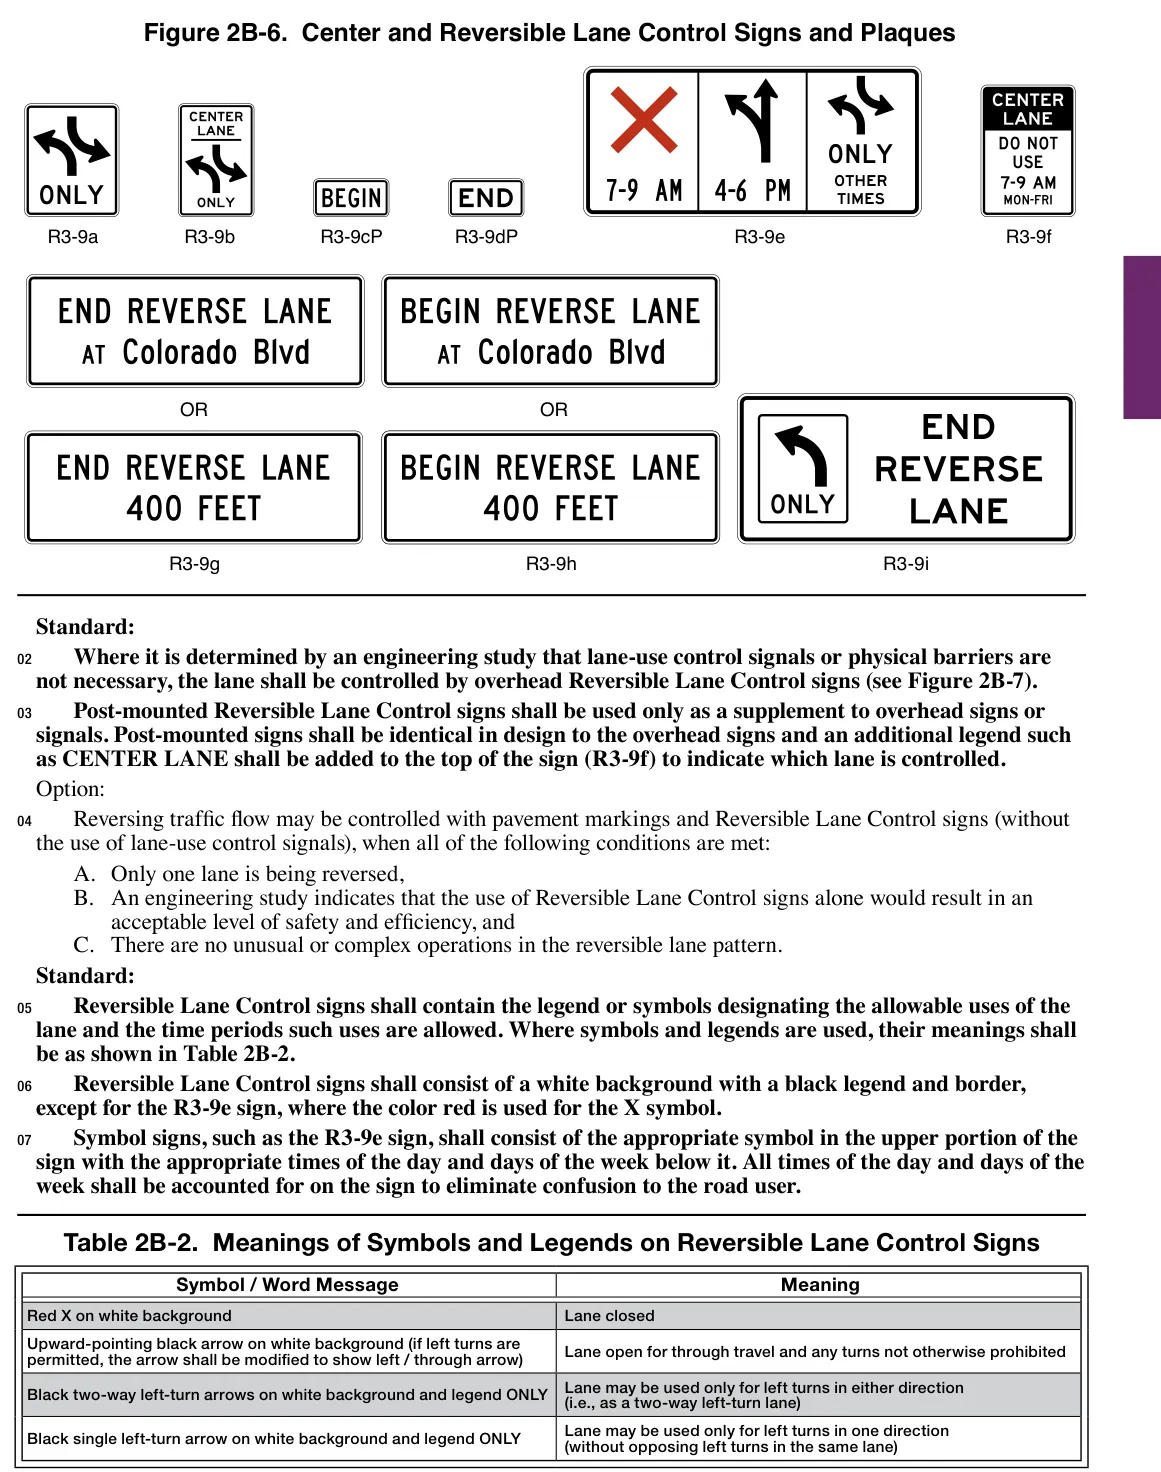 Figure 2B-6.  Center and Reversible Lane Control Signs and Plaques
ONLY
R3-9a
CENTER
LANE
ONLY
R3-9b
BEGIN
R3-9cP
END
R3-9dP
7-9 AM
4-6 PM
ONLY
OTHER
TIMES
R3-9e
CENTER
LANE
DO NOT
USE
7-9 AM
MON-FRI
R3-9f
END REVERSE LANE
AT Colorado Blvd
OR
END REVERSE LANE
400 FEET
R3-9g
BEGIN REVERSE LANE
AT Colorado Blvd
OR
BEGIN REVERSE LANE
400 FEET
R3-9h
ONLY
END
REVERSE
LANE
R3-9i
Standard:
02 Where it is determined by an engineering study that lane-use control signals or physical barriers are
not necessary, the lane shall be controlled by overhead Reversible Lane Control signs (see Figure 2B-7).
03 Post-mounted Reversible Lane Control signs shall be used only as a supplement to overhead signs or
signals. Post-mounted signs shall be identical in design to the overhead signs and an additional legend such
as CENTER LANE shall be added to the top of the sign (R3-9f) to indicate which lane is controlled.
Option:
04 Reversing traffic flow may be controlled with pavement markings and Reversible Lane Control signs (without
the use of lane-use control signals), when all of the following conditions are met:
A. Only one lane is being reversed,
B. An engineering study indicates that the use of Reversible Lane Control signs alone would result in an
acceptable level of safety and efficiency, and
C. There are no unusual or complex operations in the reversible lane pattern.
Standard:
05 Reversible Lane Control signs shall contain the legend or symbols designating the allowable uses of the
lane and the time periods such uses are allowed. Where symbols and legends are used, their meanings shall
be as shown in Table 2B-2.
06 Reversible Lane Control signs shall consist of a white background with a black legend and border,
except for the R3-9e sign, where the color red is used for the X symbol.
07 Symbol signs, such as the R3-9e sign, shall consist of the appropriate symbol in the upper portion of the
sign with the appropriate times of the day and days of the week below it. All times of the day and days of the
week shall be accounted for on the sign to eliminate confusion to the road user.
Table 2B-2.  Meanings of Symbols and Legends on Reversible Lane Control Signs
Symbol / Word Message
Meaning
Red X on white background
Lane closed
Upward-pointing black arrow on white background (if left turns are
permitted, the arrow shall be modified to show left / through arrow)
Lane open for through travel and any turns not otherwise prohibited
Black two-way left-turn arrows on white background and legend ONLY
Lane may be used only for left turns in either direction
(i.e., as a two-way left-turn lane)
Black single left-turn arrow on white background and legend ONLY
Lane may be used only for left turns in one direction
(without opposing left turns in the same lane)